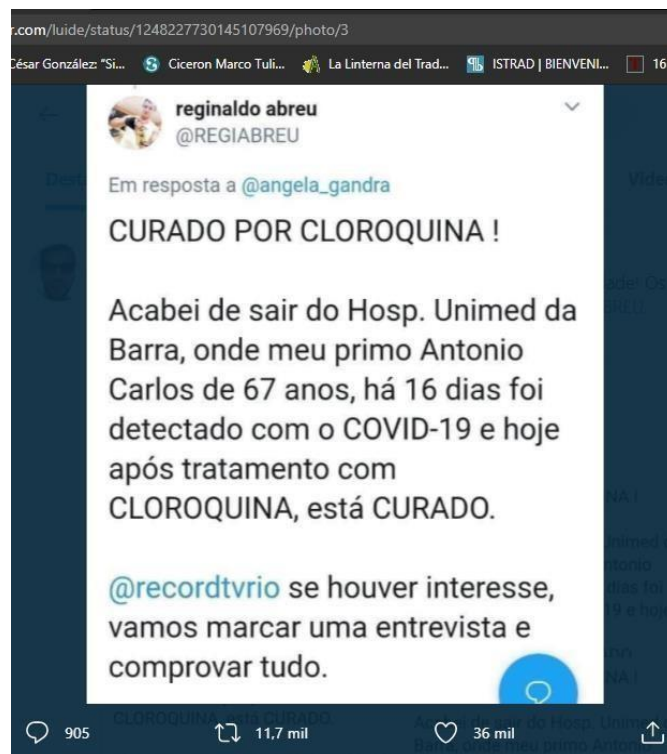 r.com/luide/status/1248227730145107969/photo/3
César González: "Si... Ciceron Marco Tuli... La Linterna del Trad... ISTRAD | BIENVENI... 16
reginaldo abreu
@REGIABREU
Em resposta a @angela_gandra
CURADO POR CLOROQUINA !
Acabei de sair do Hosp. Unimed da
Barra, onde meu primo Antonio
Carlos de 67 anos, há 16 dias foi
detectado com o COVID-19 e hoje
após tratamento com
CLOROQUINA, está CURADO.
@recordtvrio se houver interesse,
vamos marcar uma entrevista e
comprovar tudo.
905 11,7 mil 36 mil